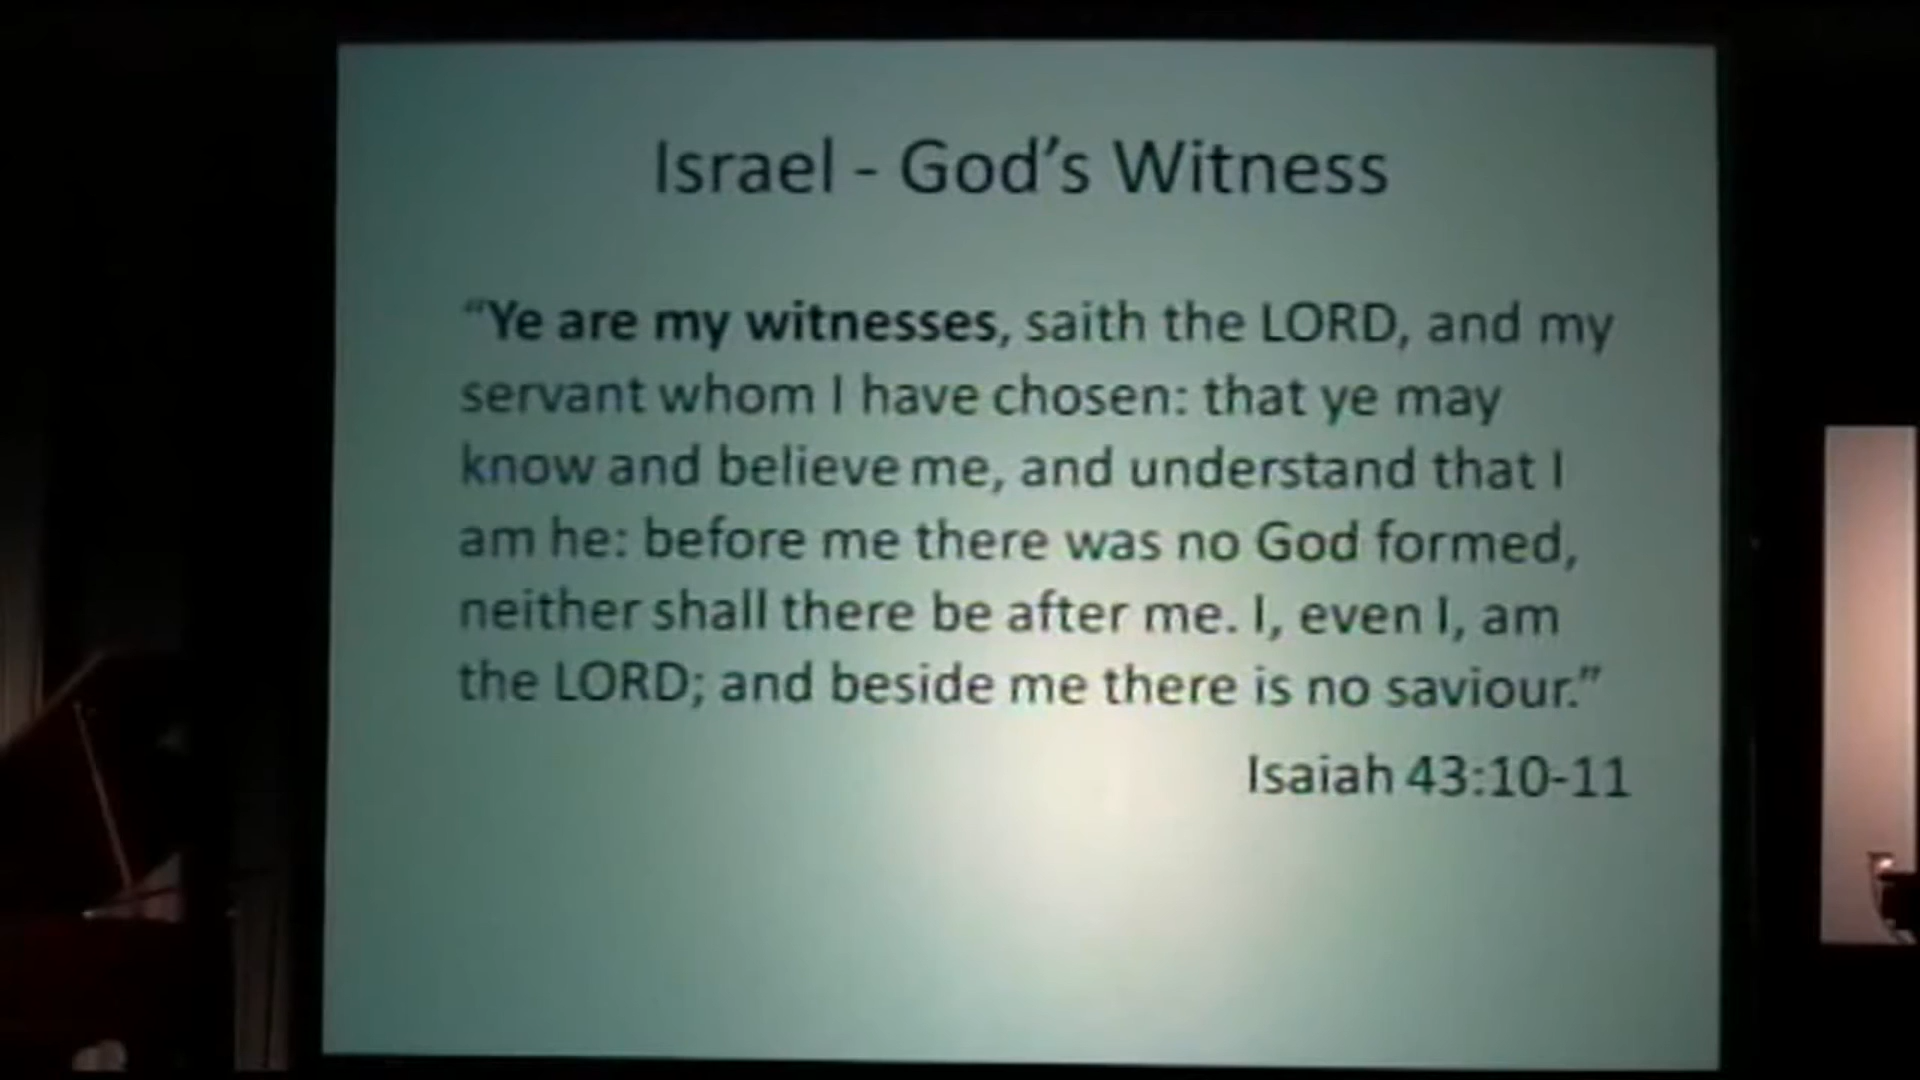 Israel - God’s Witness
“Ye are my witnesses, saith the LORD, and my
servant whom I have chosen: that ye may
know and believe me, and understand that I
am he: before me there was no God formed,
neither shall there be after me. I, even I, am
the LORD; and beside me there is no saviour.”
Isaiah 43:10-11